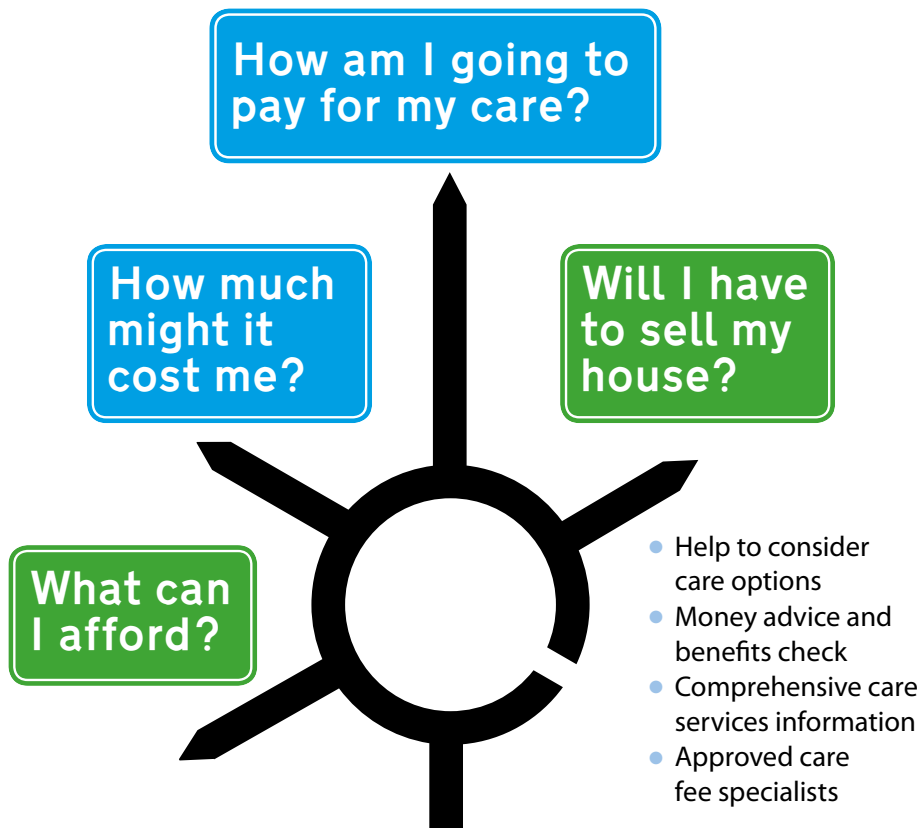 How am I going to
pay for my care?
How much
might it
cost me?
Will I have
to sell my
house?
What can
I afford?
• Help to consider
care options
• Money advice and
benefits check
• Comprehensive care
services information
• Approved care
fee specialists